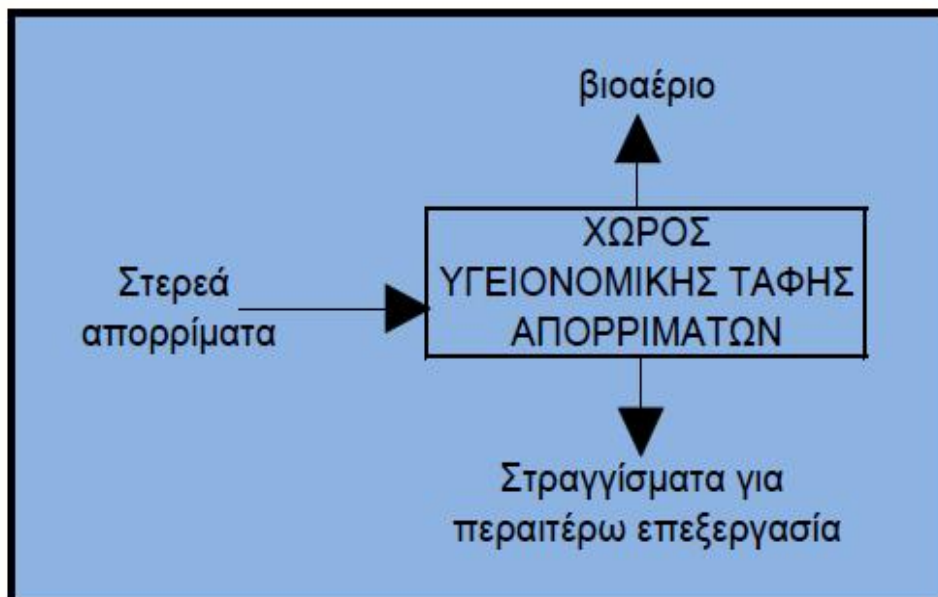 βιοαέριο
ΧΩΡΟΣ
ΥΓΕΙΟΝΟΜΙΚΗΣ ΤΑΦΗΣ
ΑΠΟΡΡΙΜΑΤΩΝ
Στερεά
απορρίματα
Στραγγίσματα για
περαιτέρω επεξεργασία